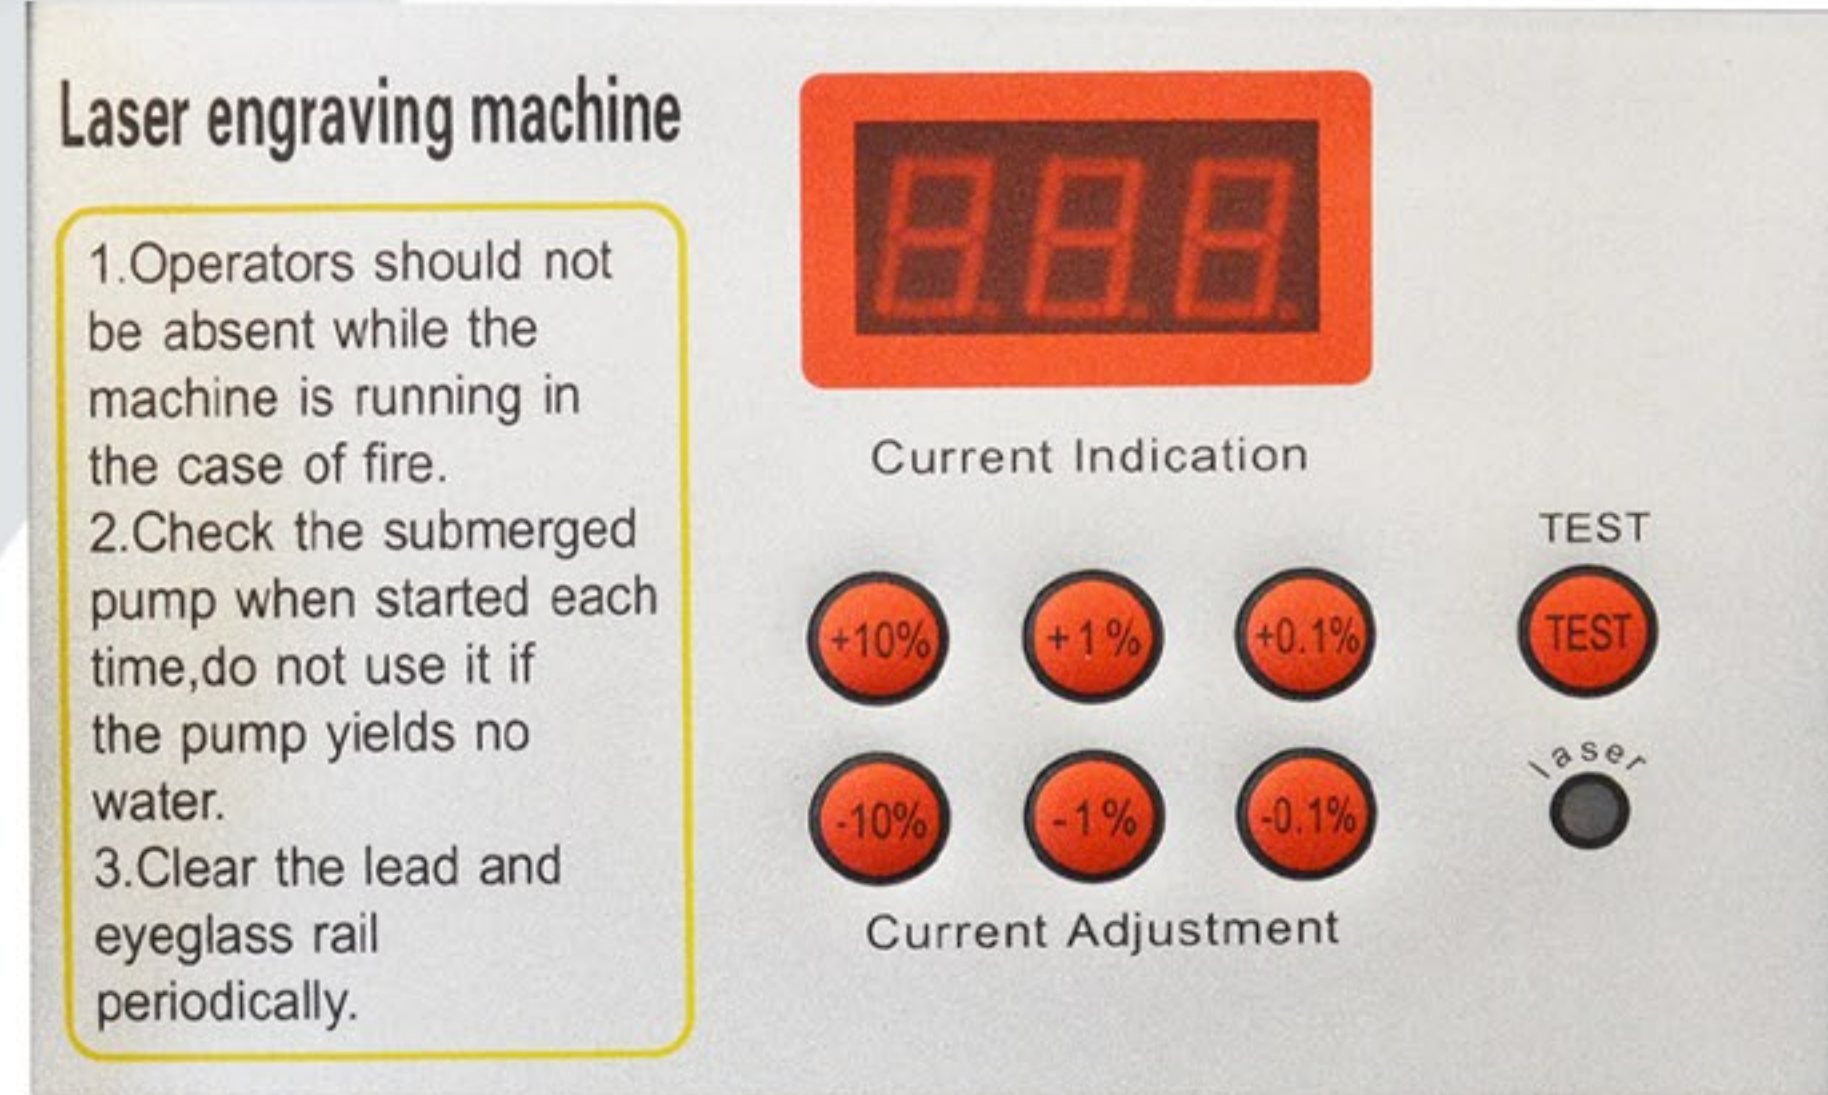 Laser engraving machine
1.Operators should not
be absent while the
machine is running in
the case of fire.
2.Check the submerged
pump when started each
time,do not use it if
the pump yields no
water.
3.Clear the lead and
eyeglass rail
periodically.
8.8.8.
Current Indication
TEST
+10% +1% +0.1% TEST
laser
-10% -1% -0.1%
Current Adjustment